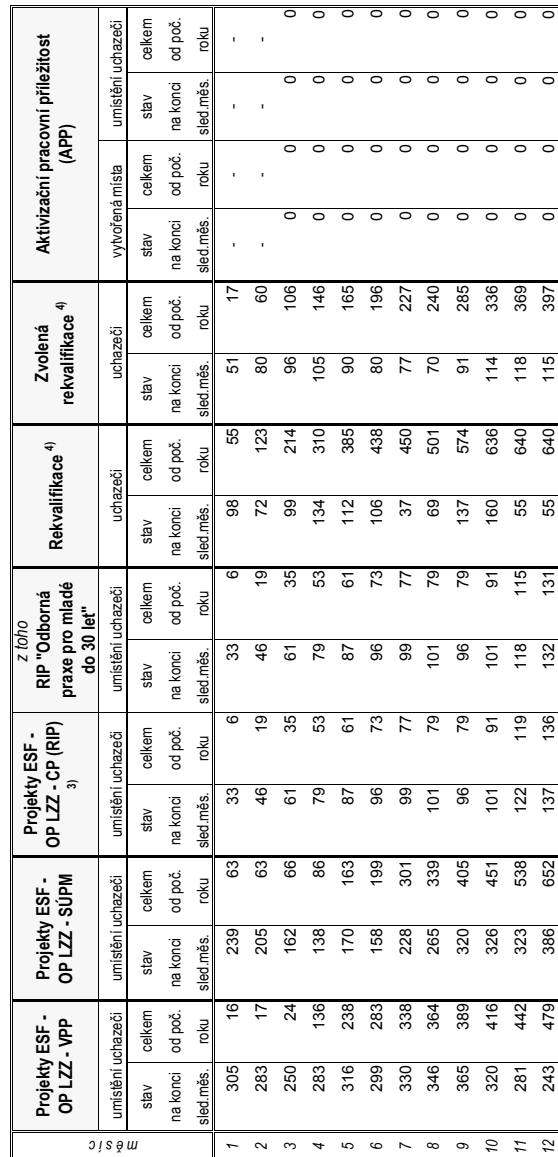 měsíc
Projekty ESF - OP LZZ - VPP
Projekty ESF - OP LZZ - SÚPM
Projekty ESF - OP LZZ - CP (RIP) 3)
z toho RIP "Odborná praxe pro mladé do 30 let"
Rekvalifikace 4)
Zvolená rekvalifikace 4)
Aktivizační pracovní příležitost (APP)
umístění uchazeči umístění uchazeči umístění uchazeči umístění uchazeči uchazeči uchazeči vytvořená místa umístění uchazeči
stav celkem stav celkem stav celkem stav celkem stav celkem stav celkem stav celkem stav celkem
na konci od poč. na konci od poč. na konci od poč. na konci od poč. na konci od poč. na konci od poč. na konci od poč. na konci od poč.
sled.měs. roku sled.měs. roku sled.měs. roku sled.měs. roku sled.měs. roku sled.měs. roku sled.měs. roku sled.měs. roku
1 305 16 239 63 33 6 33 6 98 55 51 17 - - - -
2 283 17 205 63 46 19 46 19 72 123 80 60 - - - -
3 250 24 162 66 61 35 61 35 99 214 96 106 0 0 0 0
4 283 136 138 86 79 53 79 53 134 310 105 146 0 0 0 0
5 316 238 170 163 87 61 87 61 112 385 90 165 0 0 0 0
6 299 283 158 199 96 73 96 73 106 438 80 196 0 0 0 0
7 330 338 228 301 99 77 99 77 37 450 77 227 0 0 0 0
8 346 364 265 339 101 79 101 79 69 501 70 240 0 0 0 0
9 365 389 320 405 96 79 96 79 137 574 91 285 0 0 0 0
10 320 416 326 451 101 91 101 91 160 636 114 336 0 0 0 0
11 281 442 323 538 122 119 118 115 55 640 118 369 0 0 0 0
12 243 479 386 652 137 136 132 131 55 640 115 397 0 0 0 0